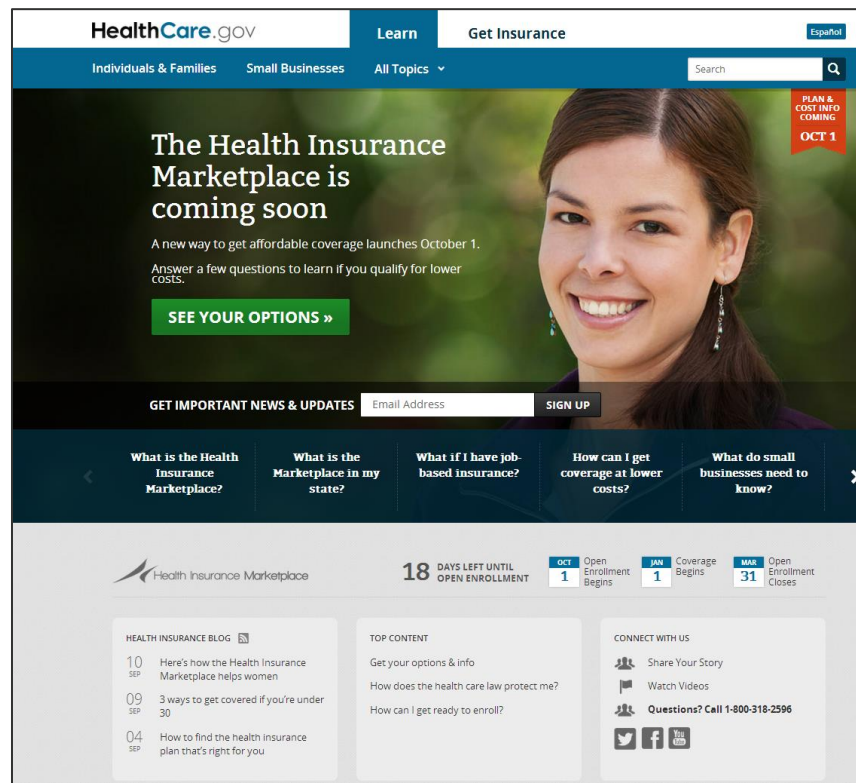 HealthCare.gov
Learn
Get Insurance
Español
Individuals & Families
Small Businesses
All Topics
Search
PLAN &
COST INFO
COMING
OCT 1
The Health Insurance
Marketplace is
coming soon
A new way to get affordable coverage launches October 1.
Answer a few questions to learn if you qualify for lower
costs.
SEE YOUR OPTIONS »
GET IMPORTANT NEWS & UPDATES
Email Address
SIGN UP
What is the Health
Insurance
Marketplace?
What is the
Marketplace in my
state?
What if I have job-
based insurance?
How can I get
coverage at lower
costs?
What do small
businesses need to
know?
Health Insurance Marketplace
18
DAYS LEFT UNTIL
OPEN ENROLLMENT
OCT
1
Open
Enrollment
Begins
JAN
1
Coverage
Begins
MAR
31
Open
Enrollment
Closes
HEALTH INSURANCE BLOG
10
SEP
Here's how the Health Insurance
Marketplace helps women
09
SEP
3 ways to get covered if you're under
30
04
SEP
How to find the health insurance
plan that's right for you
TOP CONTENT
Get your options & info
How does the health care law protect me?
How can I get ready to enroll?
CONNECT WITH US
Share Your Story
Watch Videos
Questions? Call 1-800-318-2596
You
Tube